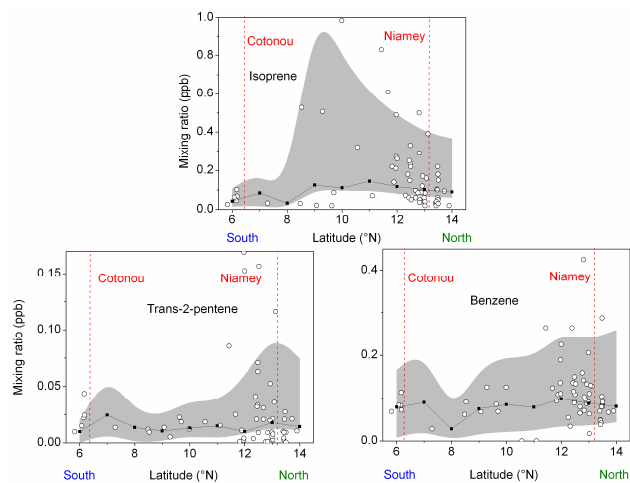 Mixing ratio (ppb)
1.0
0.8
0.6
0.4
0.2
0.0
Cotonou
Niamey
Isoprene
6 8 10 12 14
South Latitude (°N) North
Mixing ratio (ppb)
0.15
0.10
0.05
0.00
Cotonou Niamey
Trans-2-pentene
6 8 10 12 14
South Latitude (°N) North
0.4
0.2
0.0
Cotonou Niamey
Benzene
6 8 10 12 14
South Latitude (°N) North